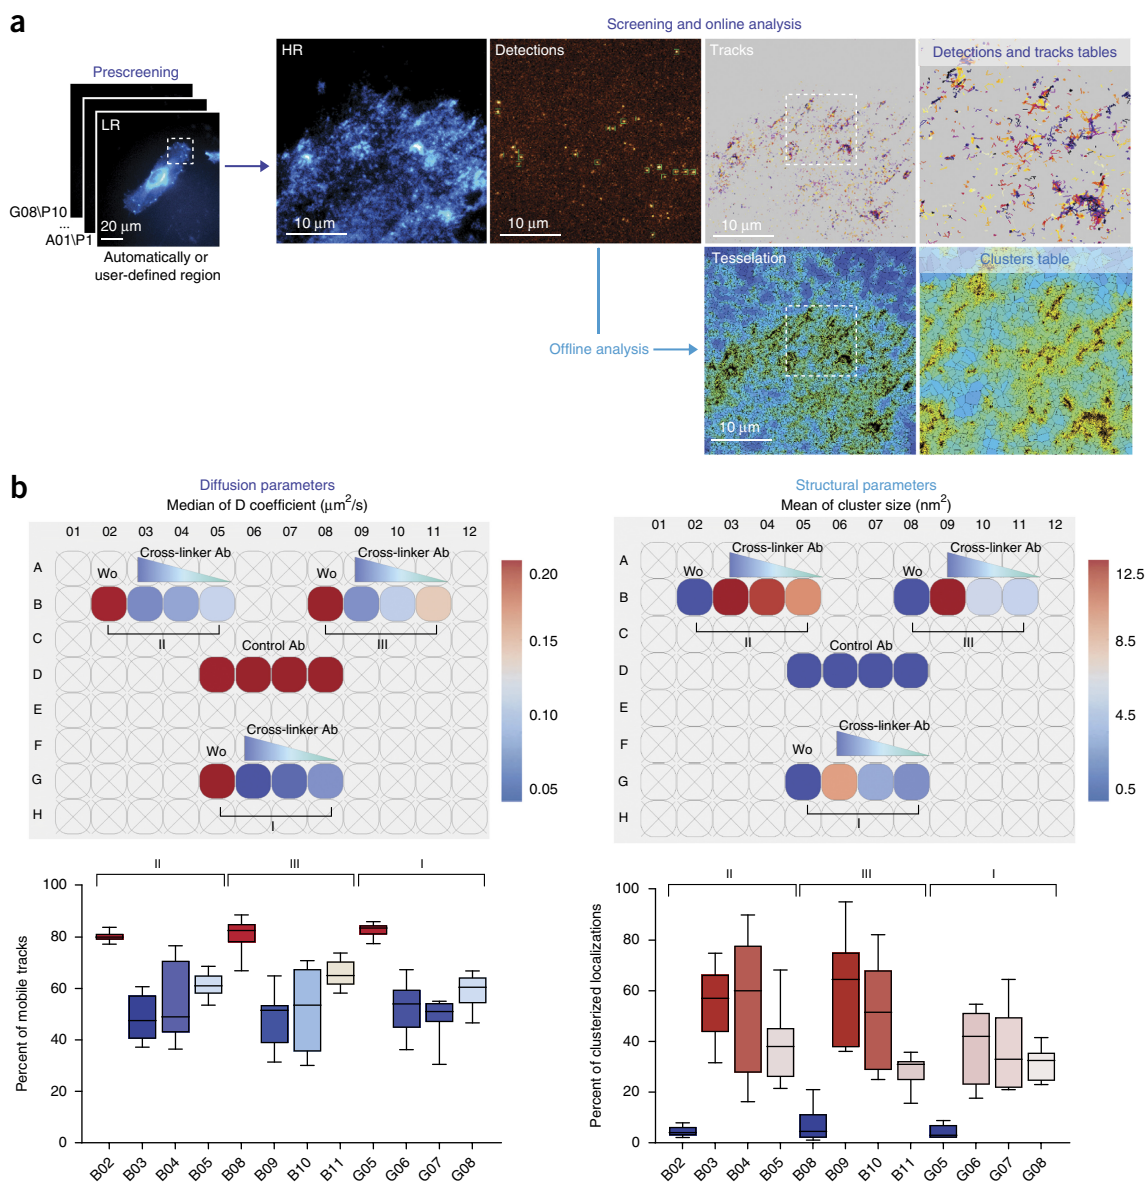 a
Screening and online analysis
Prescreening
LR
20 μm
G08\P10
...
A01\P1
Automatically or
user-defined region
HR
10 μm
Detections
10 μm
Tracks
10 μm
Detections and tracks tables
Offline analysis
Tesselation
10 μm
Clusters table
b
Diffusion parameters
Median of D coefficient (μm²/s)
01 02 03 04 05 06 07 08 09 10 11 12
A
B
C
D
E
F
G
H
Cross-linker Ab
Cross-linker Ab
Wo
Wo
II
III
Control Ab
Cross-linker Ab
Wo
I
0.20
0.15
0.10
0.05
Structural parameters
Mean of cluster size (nm²)
01 02 03 04 05 06 07 08 09 10 11 12
A
B
C
D
E
F
G
H
Cross-linker Ab
Cross-linker Ab
Wo
Wo
II
III
Control Ab
Cross-linker Ab
Wo
I
12.5
8.5
4.5
0.5
II III I
Percent of mobile tracks
100
80
60
40
20
0
B02 B03 B04 B05 B08 B09 B10 B11 G05 G06 G07 G08
II III I
Percent of clusterized localizations
100
80
60
40
20
0
B02 B03 B04 B05 B08 B09 B10 B11 G05 G06 G07 G08